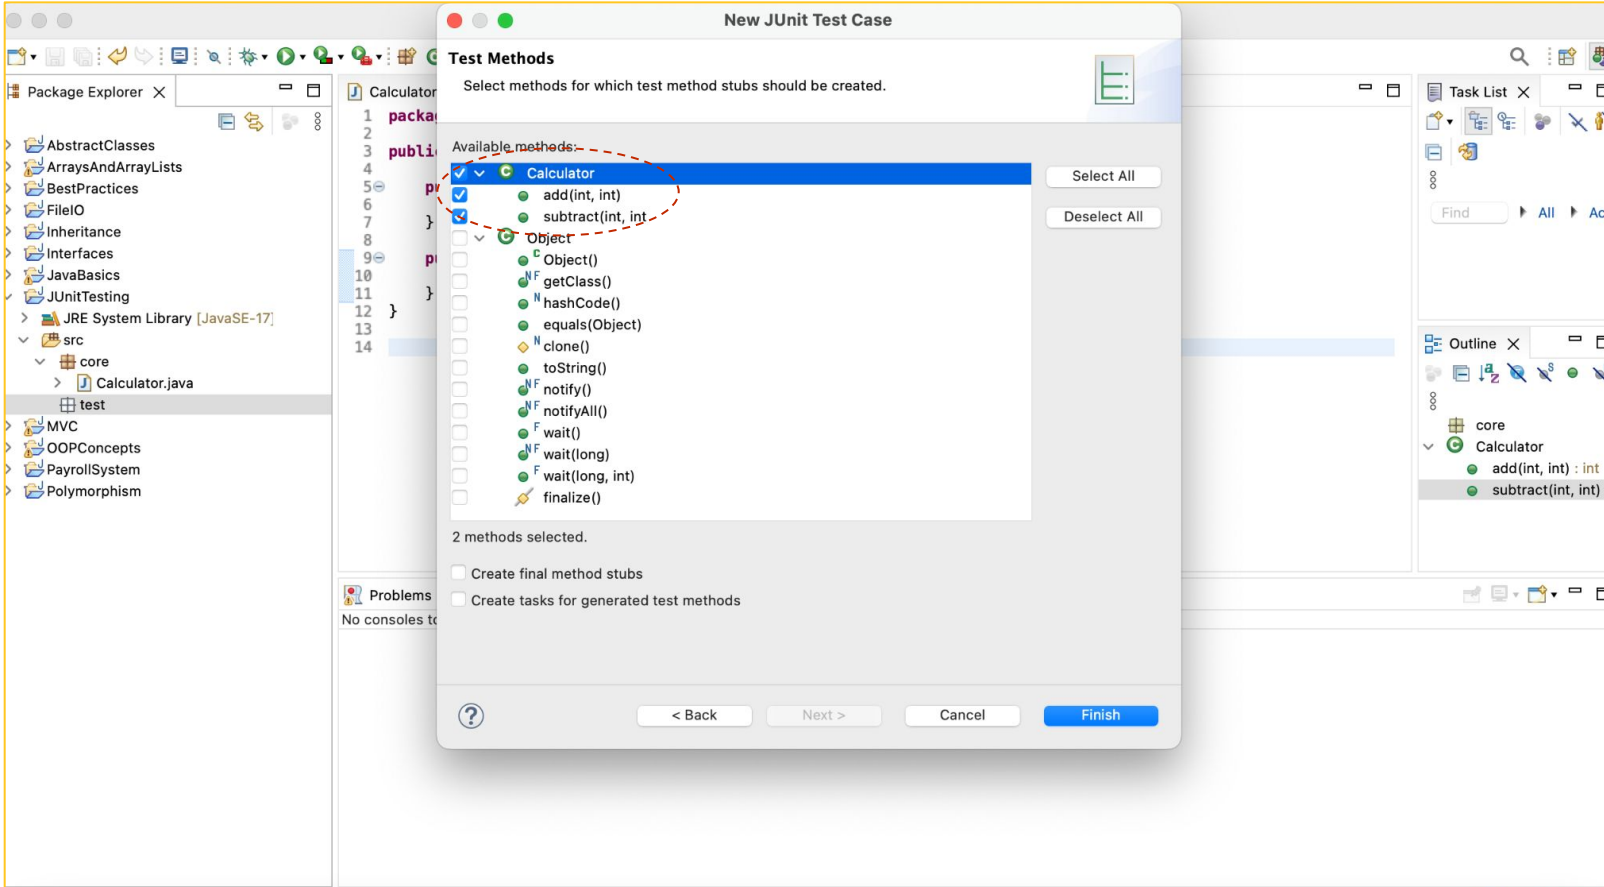 New JUnit Test Case
Test Methods
Select methods for which test method stubs should be created.
Available methods:
Calculator
add(int, int)
subtract(int, int
Object
Object()
getClass()
hashCode()
equals(Object)
clone()
toString()
notify()
notifyAll()
wait()
wait(long)
wait(long, int)
finalize()
Select All
Deselect All
2 methods selected.
Create final method stubs
Create tasks for generated test methods
< Back
Next >
Cancel
Finish
Package Explorer
AbstractClasses
ArraysAndArrayLists
BestPractices
FileIO
Inheritance
Interfaces
JavaBasics
JUnitTesting
JRE System Library [JavaSE-17]
src
core
Calculator.java
test
MVC
OOPConcepts
PayrollSystem
Polymorphism
Calculator
1 packa
2
3 publi
4
5 p
6
7 }
8
9 p
10
11 }
12 }
13
14
Problems
No consoles to
Task List
Find
All
Ac
Outline
core
Calculator
add(int, int) : int
subtract(int, int)